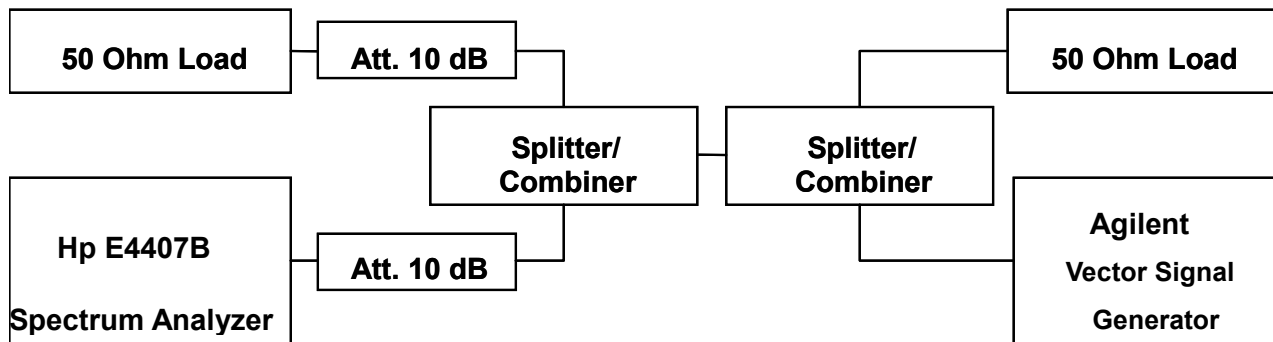 50 Ohm Load
Att. 10 dB
50 Ohm Load
Splitter/
Combiner
Splitter/
Combiner
Hp E4407B
Spectrum Analyzer
Att. 10 dB
Agilent
Vector Signal
Generator